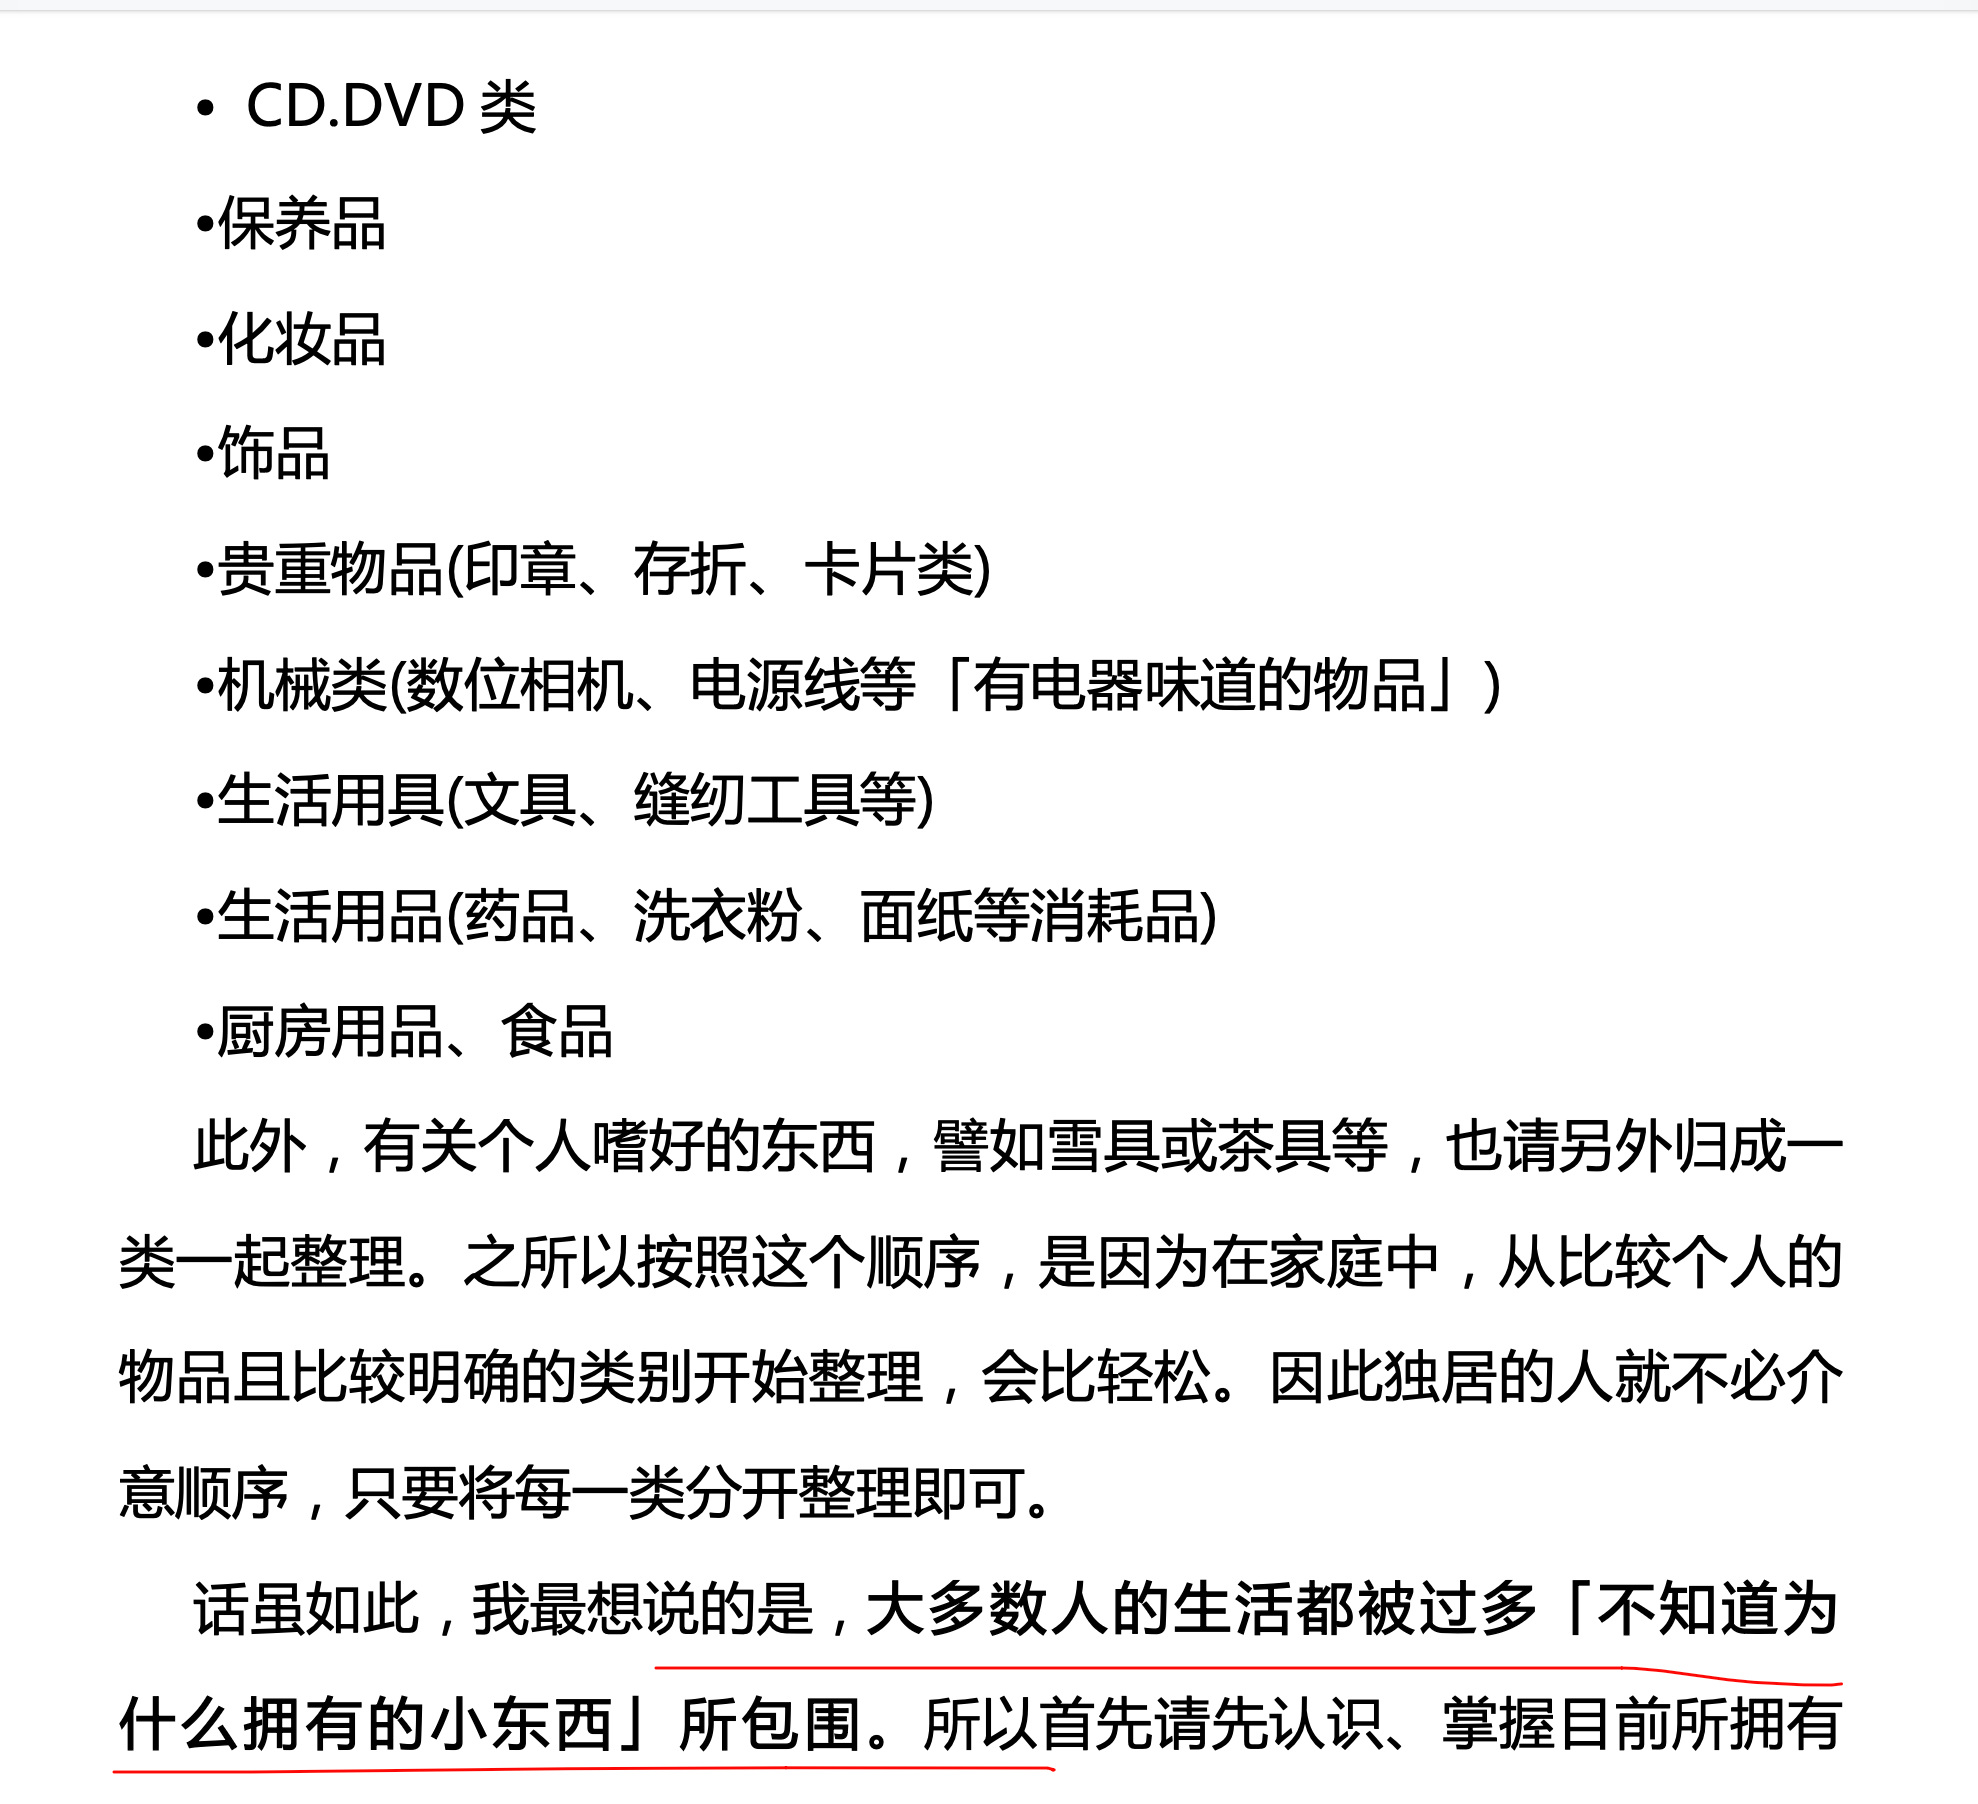 • CD.DVD 类
•保养品
•化妆品
•饰品
•贵重物品(印章、存折、卡片类)
•机械类(数位相机、电源线等「有电器味道的物品」)
•生活用具(文具、缝纫工具等)
•生活用品(药品、洗衣粉、面纸等消耗品)
•厨房用品、食品
此外，有关个人嗜好的东西，譬如雪具或茶具等，也请另外归成一
类一起整理。之所以按照这个顺序，是因为在家庭中，从比较个人的
物品且比较明确的类别开始整理，会比轻松。因此独居的人就不必介
意顺序，只要将每一类分开整理即可。
话虽如此，我最想说的是，大多数人的生活都被过多「不知道为
什么拥有的小东西」所包围。所以首先请先认识、掌握目前所拥有